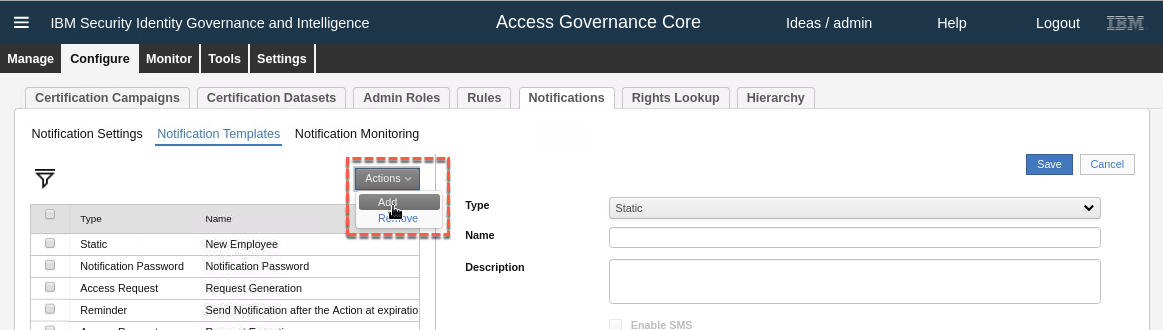 IBM Security Identity Governance and Intelligence Access Governance Core Ideas / admin Help Logout IBM
Manage Configure Monitor Tools Settings
Certification Campaigns Certification Datasets Admin Roles Rules Notifications Rights Lookup Hierarchy
Notification Settings Notification Templates Notification Monitoring
Save Cancel
Actions
Add
Remove
Type Name
Static New Employee
Notification Password Notification Password
Access Request Request Generation
Reminder Send Notification after the Action at expiratio
Type Static
Name
Description
Enable SMS